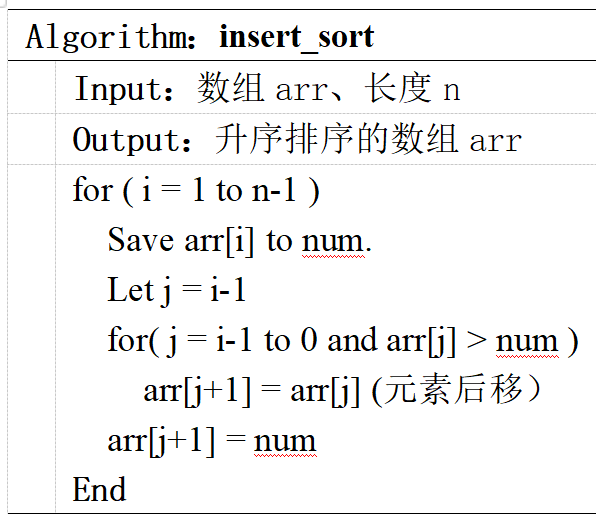 Algorithm：insert_sort
Input：数组 arr、长度 n
Output：升序排序的数组 arr
for ( i = 1 to n-1 )
Save arr[i] to num.
Let j = i-1
for( j = i-1 to 0 and arr[j] > num )
arr[j+1] = arr[j] (元素后移）
arr[j+1] = num
End